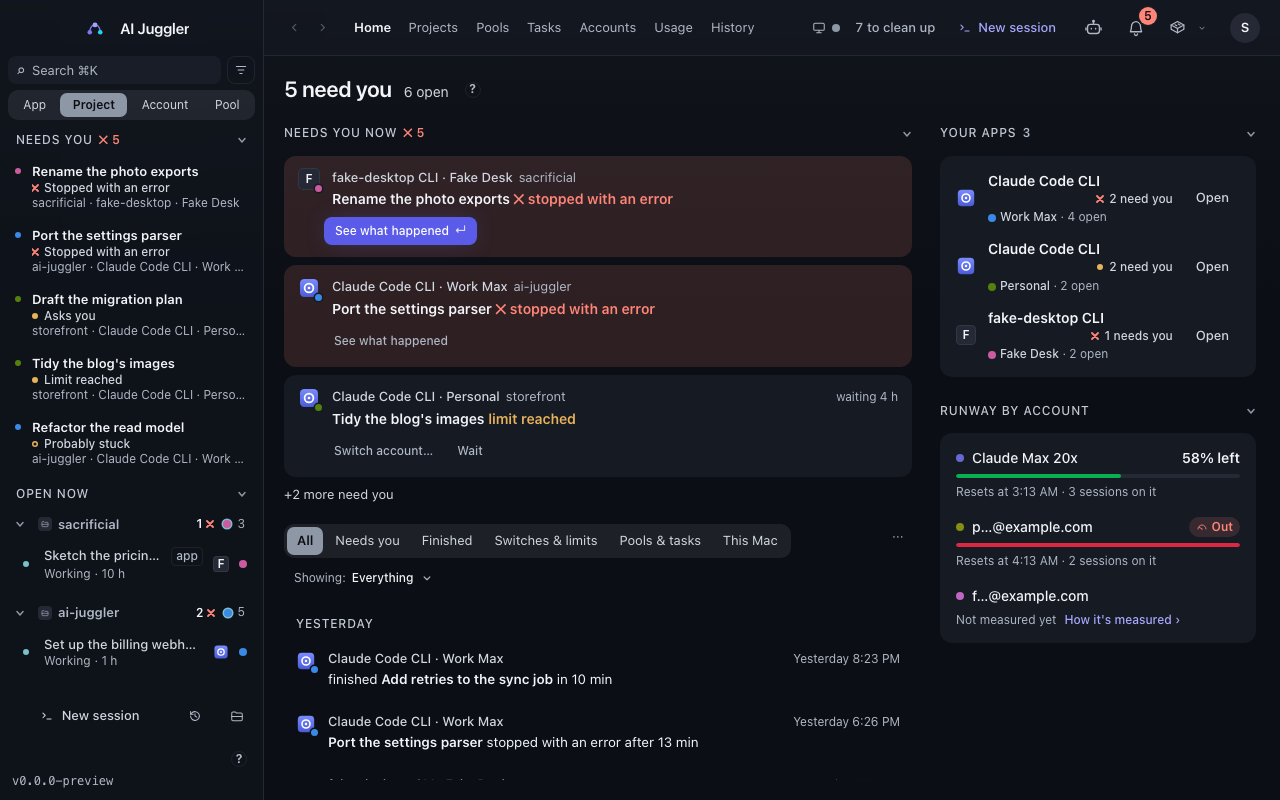 AI Juggler
Search ⌘K
App Project Account Pool
NEEDS YOU ✕ 5
Rename the photo exports
✕ Stopped with an error
sacrificial · fake-desktop · Fake Desk
Port the settings parser
✕ Stopped with an error
ai-juggler · Claude Code CLI · Work ...
Draft the migration plan
Asks you
storefront · Claude Code CLI · Perso...
Tidy the blog's images
Limit reached
storefront · Claude Code CLI · Perso...
Refactor the read model
Probably stuck
ai-juggler · Claude Code CLI · Work ...
OPEN NOW
sacrificial 1 ✕ 3
Sketch the pricin... app F
Working · 10 h
ai-juggler 2 ✕ 5
Set up the billing webh...
Working · 1 h
New session
?
v0.0.0-preview
Home Projects Pools Tasks Accounts Usage History
7 to clean up
New session
5
S
5 need you 6 open ?
NEEDS YOU NOW ✕ 5
F
fake-desktop CLI · Fake Desk sacrificial
Rename the photo exports ✕ stopped with an error
See what happened ↵
Claude Code CLI · Work Max ai-juggler
Port the settings parser ✕ stopped with an error
See what happened
Claude Code CLI · Personal storefront waiting 4 h
Tidy the blog's images limit reached
Switch account... Wait
+2 more need you
All Needs you Finished Switches & limits Pools & tasks This Mac ...
Showing: Everything
YESTERDAY
Claude Code CLI · Work Max Yesterday 8:23 PM
finished Add retries to the sync job in 10 min
Claude Code CLI · Work Max Yesterday 6:26 PM
Port the settings parser stopped with an error after 13 min
YOUR APPS 3
Claude Code CLI
✕ 2 need you Open
Work Max · 4 open
Claude Code CLI
2 need you Open
Personal · 2 open
fake-desktop CLI
F ✕ 1 needs you Open
Fake Desk · 2 open
RUNWAY BY ACCOUNT
Claude Max 20x 58% left
Resets at 3:13 AM · 3 sessions on it
p...@example.com Out
Resets at 4:13 AM · 2 sessions on it
f...@example.com
Not measured yet How it's measured ›